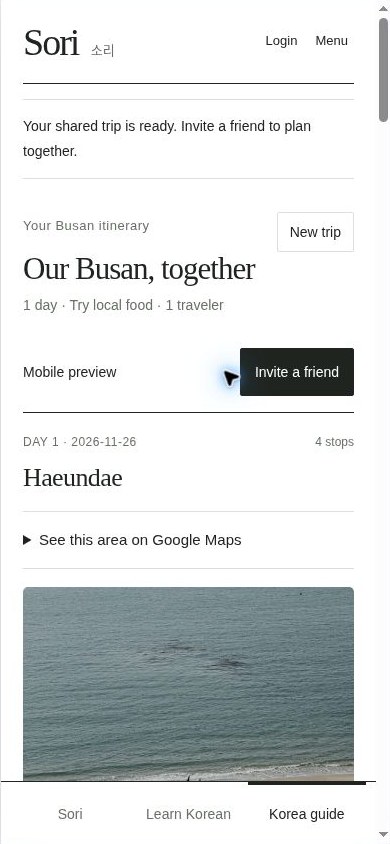 Sori 소리
Login Menu
Your shared trip is ready. Invite a friend to plan
together.
Your Busan itinerary
New trip
Our Busan, together
1 day · Try local food · 1 traveler
Mobile preview
Invite a friend
DAY 1 · 2026-11-26
4 stops
Haeundae
See this area on Google Maps
Sori
Learn Korean
Korea guide